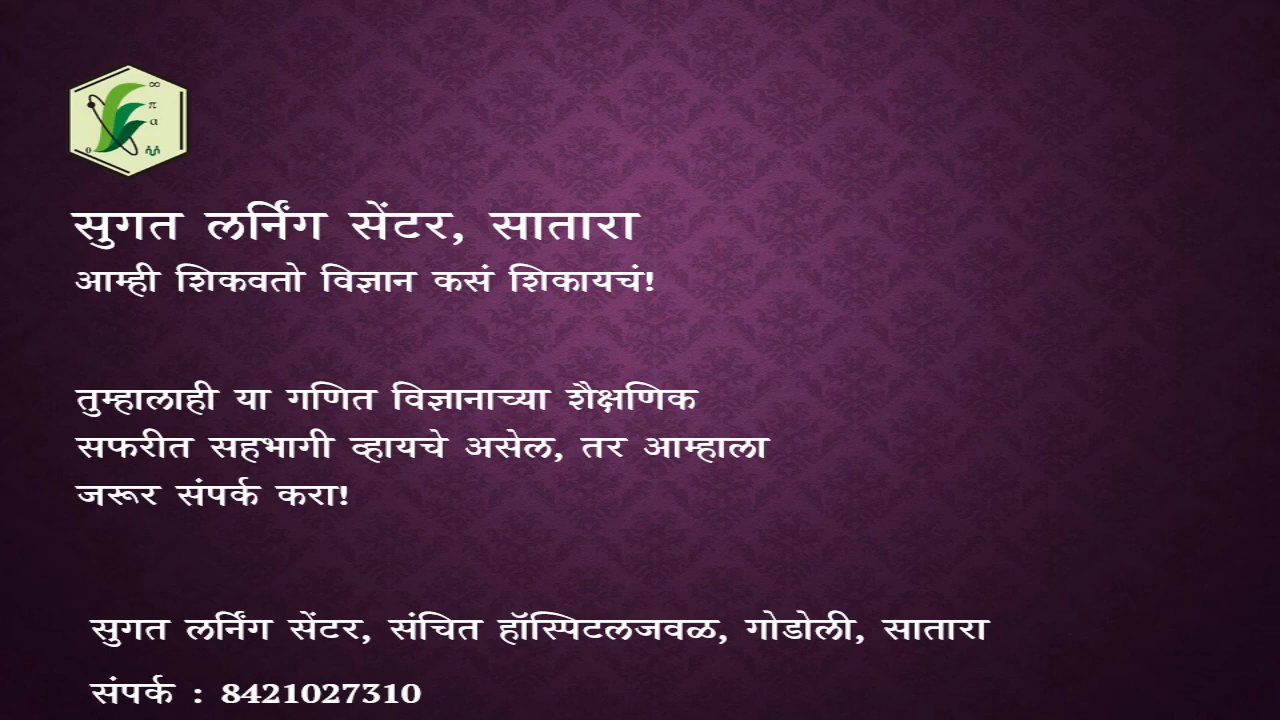 ∞
π
α
0
सुगत लर्निंग सेंटर, सातारा
आम्ही शिकवतो विज्ञान कसं शिकायचं!
तुम्हालाही या गणित विज्ञानाच्या शैक्षणिक
सफरीत सहभागी व्हायचे असेल, तर आम्हाला
जरूर संपर्क करा!
सुगत लर्निंग सेंटर, संचित हॉस्पिटलजवळ, गोडोली, सातारा
संपर्क : 8421027310